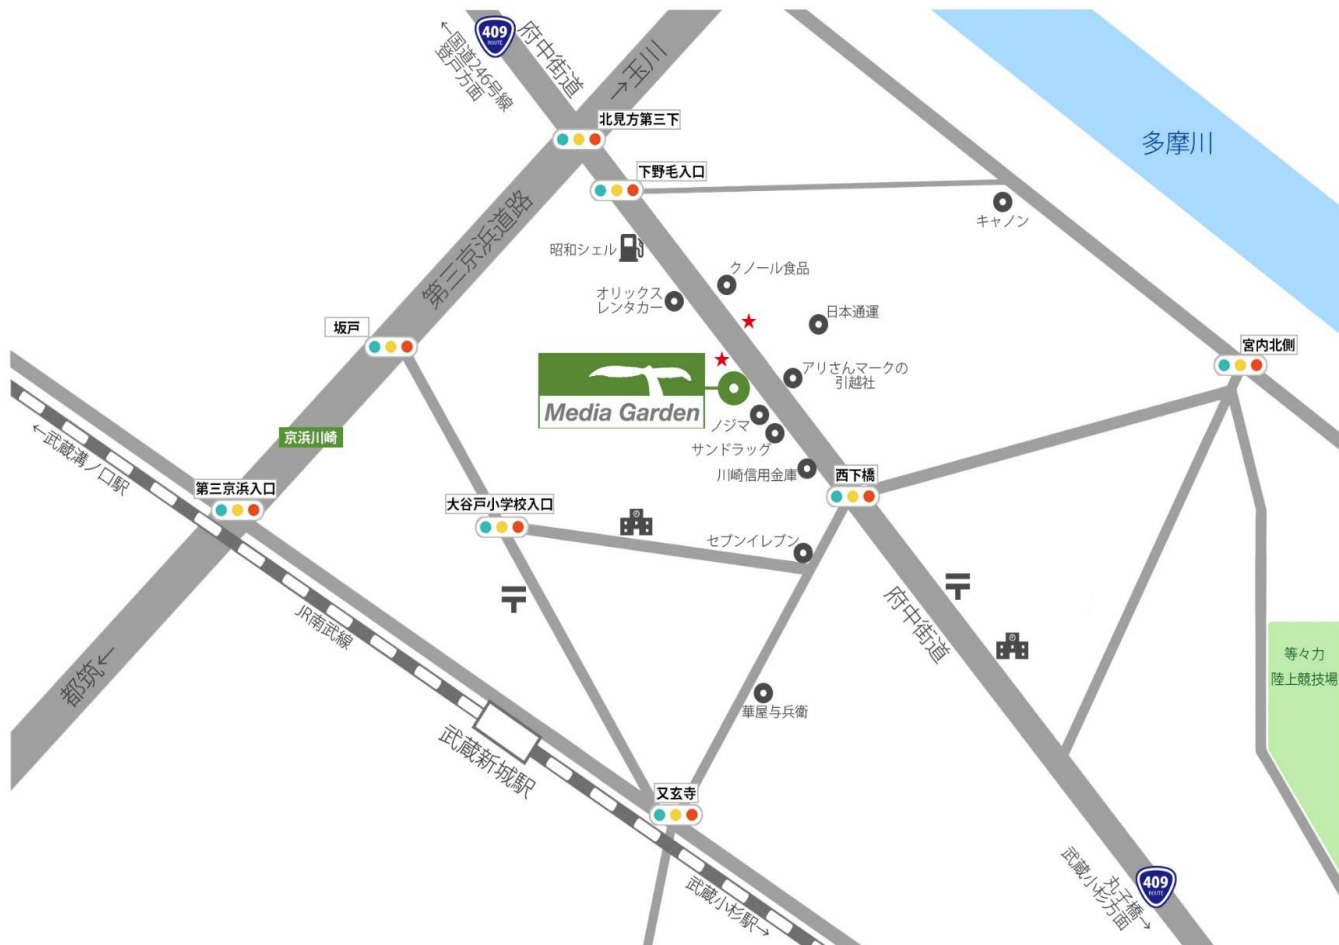 409
ROUTE
府中街道
←国道246号線
登戸方面
→玉川
北見方第三下
下野毛入口
多摩川
キャノン
第三京浜道路
昭和シェル
クノール食品
オリックス
レンタカー
日本通運
坂戸
宮内北側
アリさんマークの
引越社
Media Garden
ノジマ
サンドラッグ
川崎信用金庫
京浜川崎
←武蔵溝ノ口駅
第三京浜入口
大谷戸小学校入口
西下橋
セブンイレブン
JR南武線
府中街道
都筑←
等々力
陸上競技場
華屋与兵衛
武蔵新城駅
又玄寺
武蔵小杉駅→
丸子橋→
武蔵小杉方面
409
ROUTE